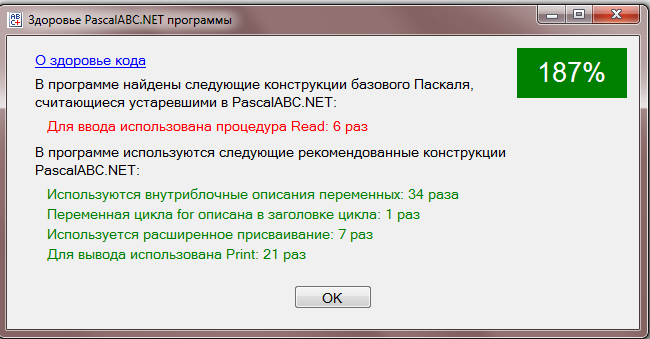 Здоровье PascalABC.NET программы
О здоровье кода
187%
В программе найдены следующие конструкции базового Паскаля,
считающиеся устаревшими в PascalABC.NET:
Для ввода использована процедура Read: 6 раз
В программе используются следующие рекомендованные конструкции
PascalABC.NET:
Используются внутриблочные описания переменных: 34 раза
Переменная цикла for описана в заголовке цикла: 1 раз
Используется расширенное присваивание: 7 раз
Для вывода использована Print: 21 раз
OK